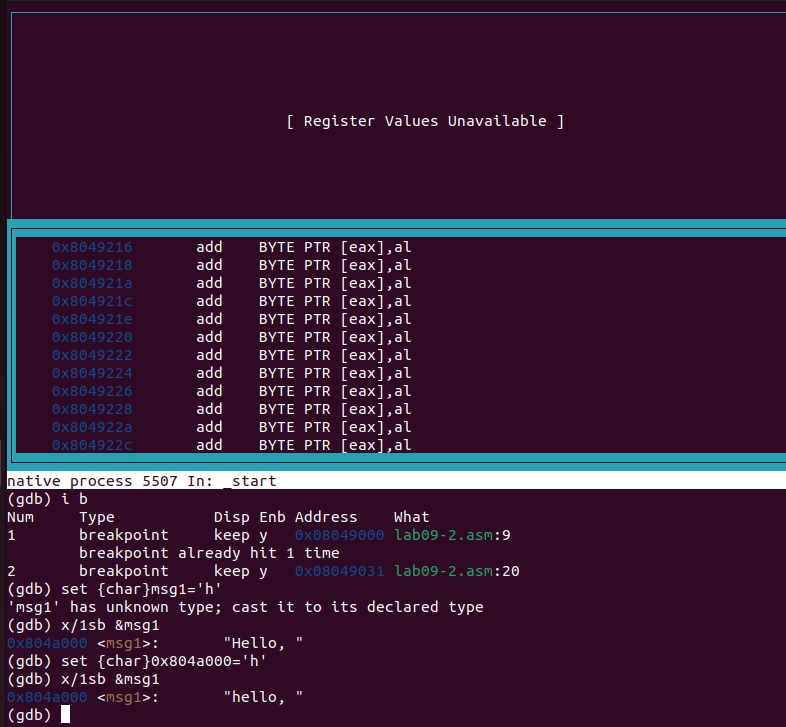 [ Register Values Unavailable ]
0x8049216 add BYTE PTR [eax],al
0x8049218 add BYTE PTR [eax],al
0x804921a add BYTE PTR [eax],al
0x804921c add BYTE PTR [eax],al
0x804921e add BYTE PTR [eax],al
0x8049220 add BYTE PTR [eax],al
0x8049222 add BYTE PTR [eax],al
0x8049224 add BYTE PTR [eax],al
0x8049226 add BYTE PTR [eax],al
0x8049228 add BYTE PTR [eax],al
0x804922a add BYTE PTR [eax],al
0x804922c add BYTE PTR [eax],al
native process 5507 In: _start
(gdb) i b
Num Type Disp Enb Address What
1 breakpoint keep y 0x08049000 lab09-2.asm:9
breakpoint already hit 1 time
2 breakpoint keep y 0x08049031 lab09-2.asm:20
(gdb) set {char}msg1='h'
'msg1' has unknown type; cast it to its declared type
(gdb) x/1sb &msg1
0x804a000 <msg1>: "Hello, "
(gdb) set {char}0x804a000='h'
(gdb) x/1sb &msg1
0x804a000 <msg1>: "hello, "
(gdb)